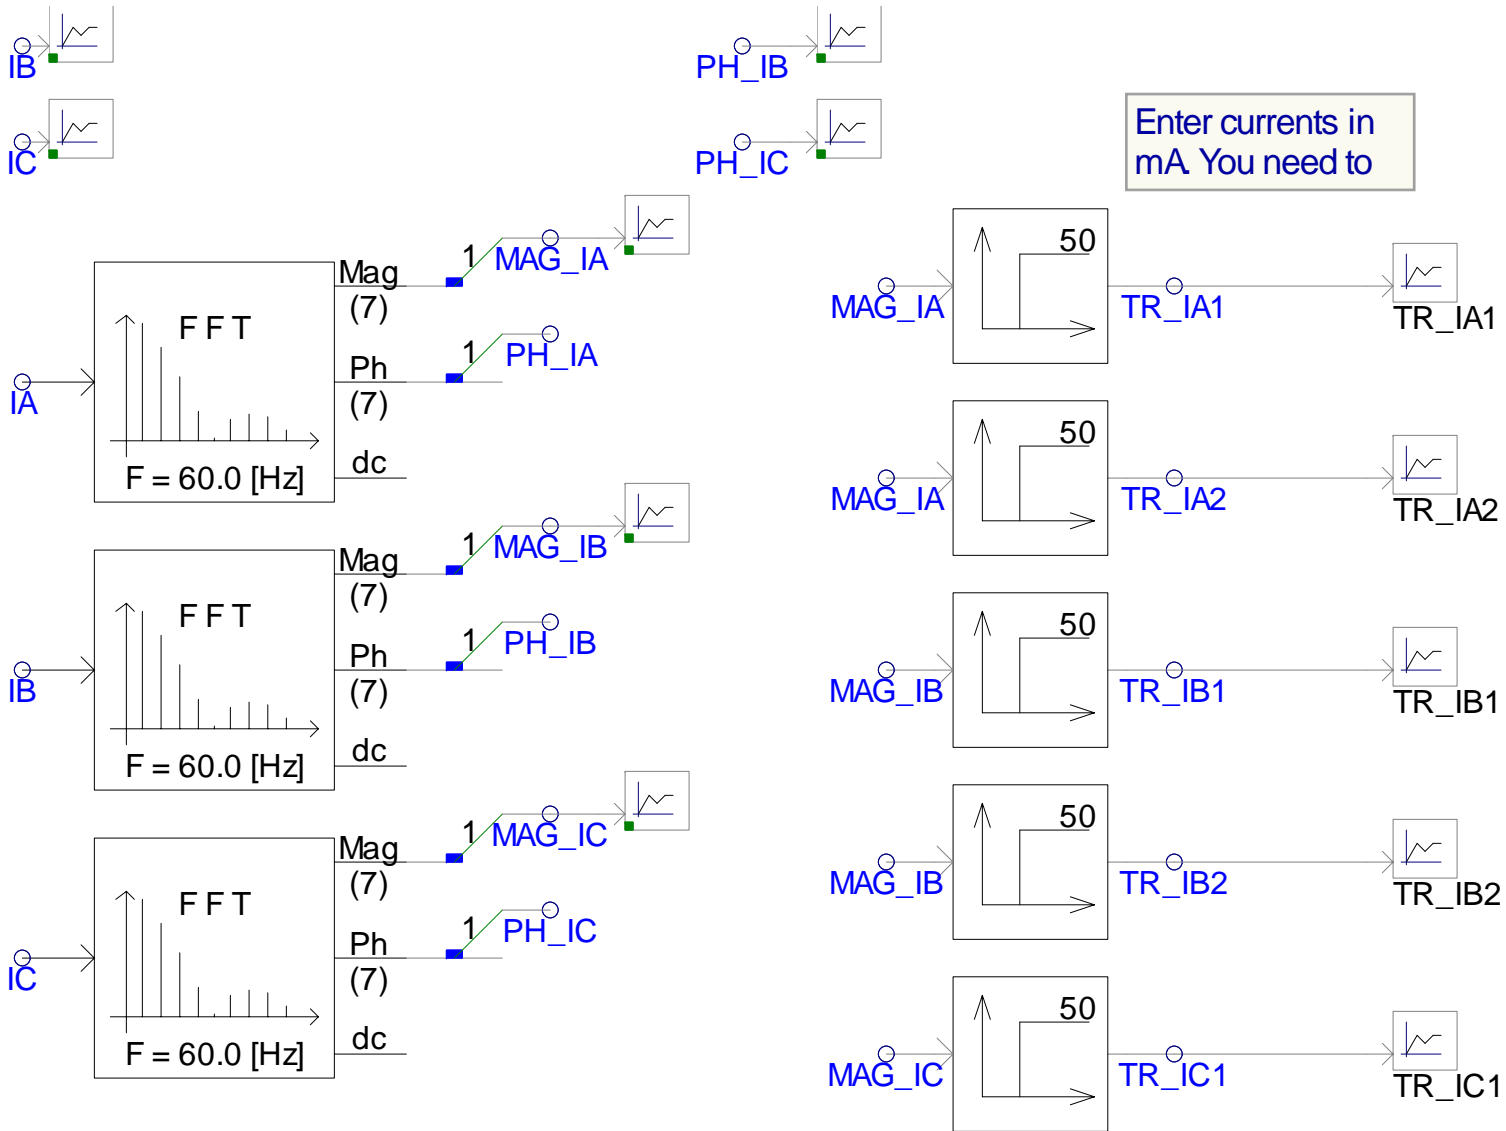 IB
PH_IB
IC
PH_IC
Enter currents in
mA. You need to
1
MAG_IA
Mag
(7)
FFT
1
PH_IA
Ph
(7)
IA
dc
F = 60.0 [Hz]
50
MAG_IA
TR_IA1
TR_IA1
50
MAG_IA
TR_IA2
TR_IA2
1
MAG_IB
Mag
(7)
FFT
1
PH_IB
Ph
(7)
IB
dc
F = 60.0 [Hz]
50
MAG_IB
TR_IB1
TR_IB1
50
MAG_IB
TR_IB2
TR_IB2
1
MAG_IC
Mag
(7)
FFT
1
PH_IC
Ph
(7)
IC
dc
F = 60.0 [Hz]
50
MAG_IC
TR_IC1
TR_IC1